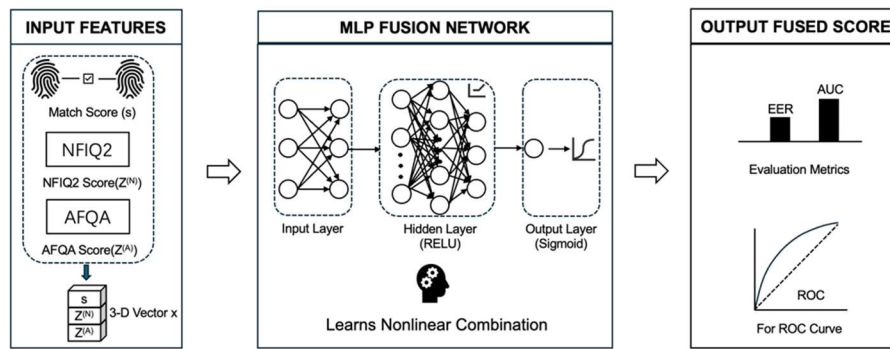 INPUT FEATURES
Match Score (s)
NFIQ2
NFIQ2 Score(Z(N))
AFQA
AFQA Score(Z(A))
s
Z(N)
Z(A)
3-D Vector x
MLP FUSION NETWORK
Input Layer
Hidden Layer
(RELU)
Output Layer
(Sigmoid)
Learns Nonlinear Combination
OUTPUT FUSED SCORE
EER
AUC
Evaluation Metrics
ROC
For ROC Curve